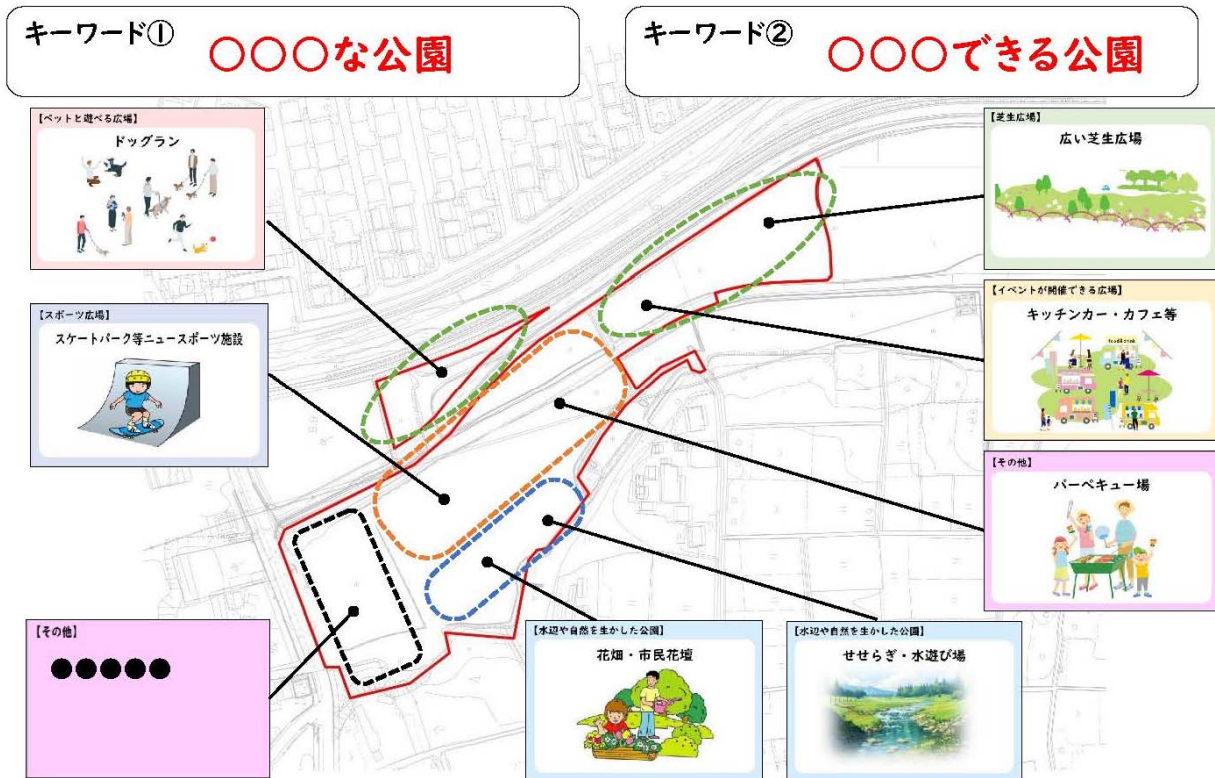 キーワード①
○○○な公園
キーワード②
○○○できる公園
【ペットと遊べる広場】
ドッグラン
【芝生広場】
広い芝生広場
【スポーツ広場】
スケートパーク等ニュースポーツ施設
【イベントが開催できる広場】
キッチンカー・カフェ等
【その他】
バーベキュー場
【その他】
●●●●●
【水辺や自然を生かした公園】
花畑・市民花壇
【水辺や自然を生かした公園】
せせらぎ・水遊び場